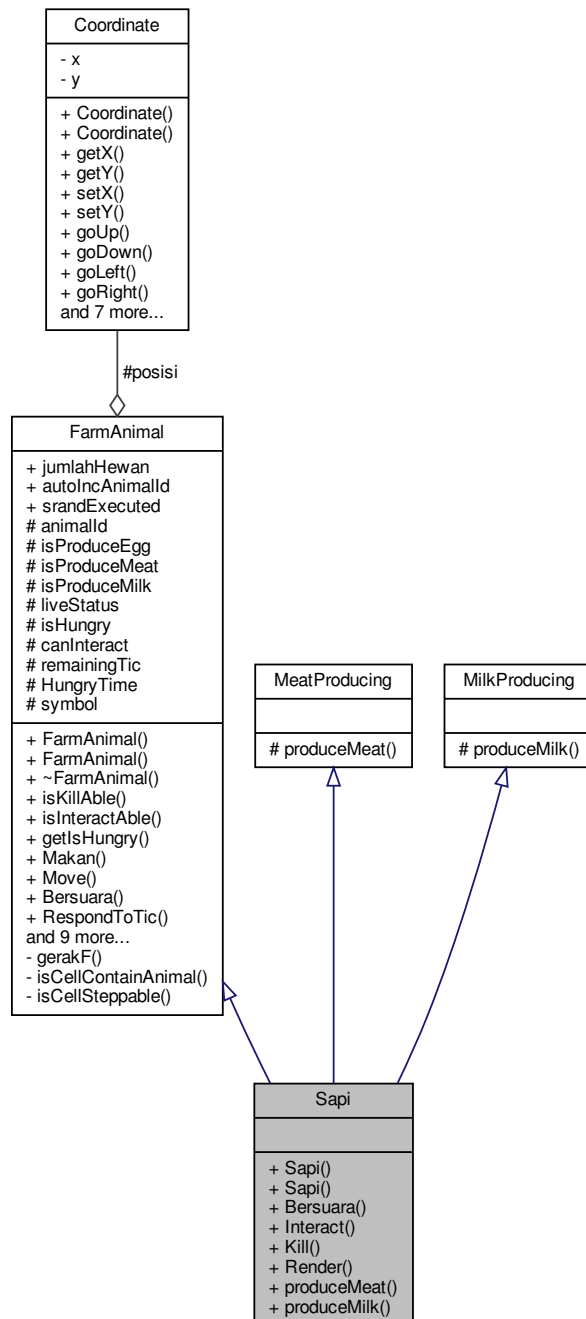 Coordinate
- x
- y
+ Coordinate()
+ Coordinate()
+ getX()
+ getY()
+ setX()
+ setY()
+ goUp()
+ goDown()
+ goLeft()
+ goRight()
and 7 more...
#posisi
FarmAnimal
+ jumlahHewan
+ autoIncAnimalId
+ srandExecuted
# animalId
# isProduceEgg
# isProduceMeat
# isProduceMilk
# liveStatus
# isHungry
# canInteract
# remainingTic
# HungryTime
# symbol
+ FarmAnimal()
+ FarmAnimal()
+ ~FarmAnimal()
+ isKillAble()
+ isInteractAble()
+ getIsHungry()
+ Makan()
+ Move()
+ Bersuara()
+ RespondToTic()
and 9 more...
- gerakF()
- isCellContainAnimal()
- isCellSteppable()
MeatProducing
# produceMeat()
MilkProducing
# produceMilk()
Sapi
+ Sapi()
+ Sapi()
+ Bersuara()
+ Interact()
+ Kill()
+ Render()
+ produceMeat()
+ produceMilk()